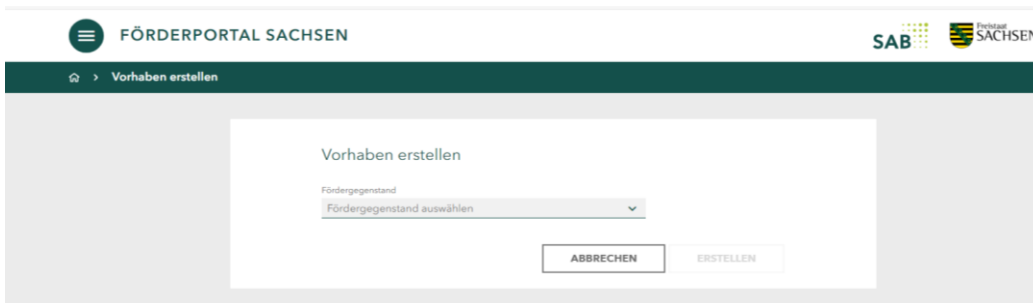 FÖRDERPORTAL SACHSEN
SAB
Freistaat
SACHSEN
Vorhaben erstellen
Vorhaben erstellen
Fördergegenstand
Fördergegenstand auswählen
ABBRECHEN
ERSTELLEN